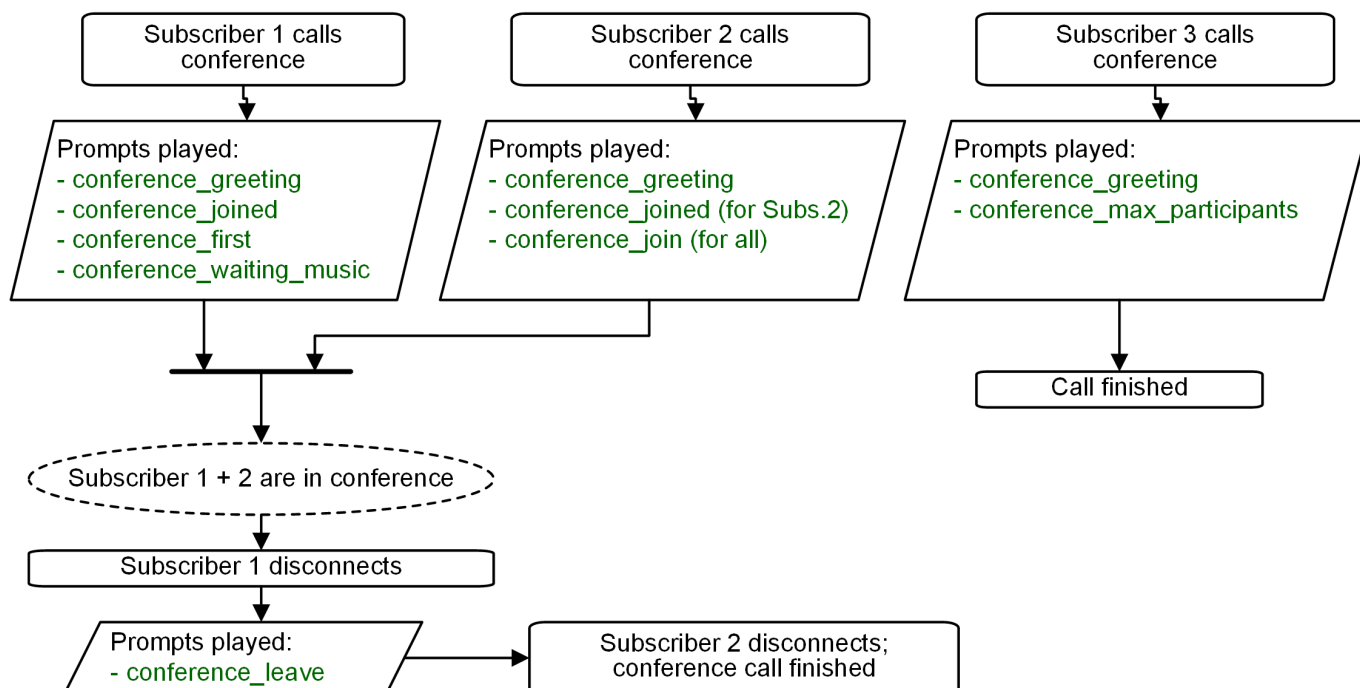 Subscriber 1 calls
conference
Subscriber 2 calls
conference
Subscriber 3 calls
conference
Prompts played:
- conference_greeting
- conference_joined
- conference_first
- conference_waiting_music
Prompts played:
- conference_greeting
- conference_joined (for Subs.2)
- conference_join (for all)
Prompts played:
- conference_greeting
- conference_max_participants
Call finished
Subscriber 1 + 2 are in conference
Subscriber 1 disconnects
Prompts played:
- conference_leave
Subscriber 2 disconnects;
conference call finished